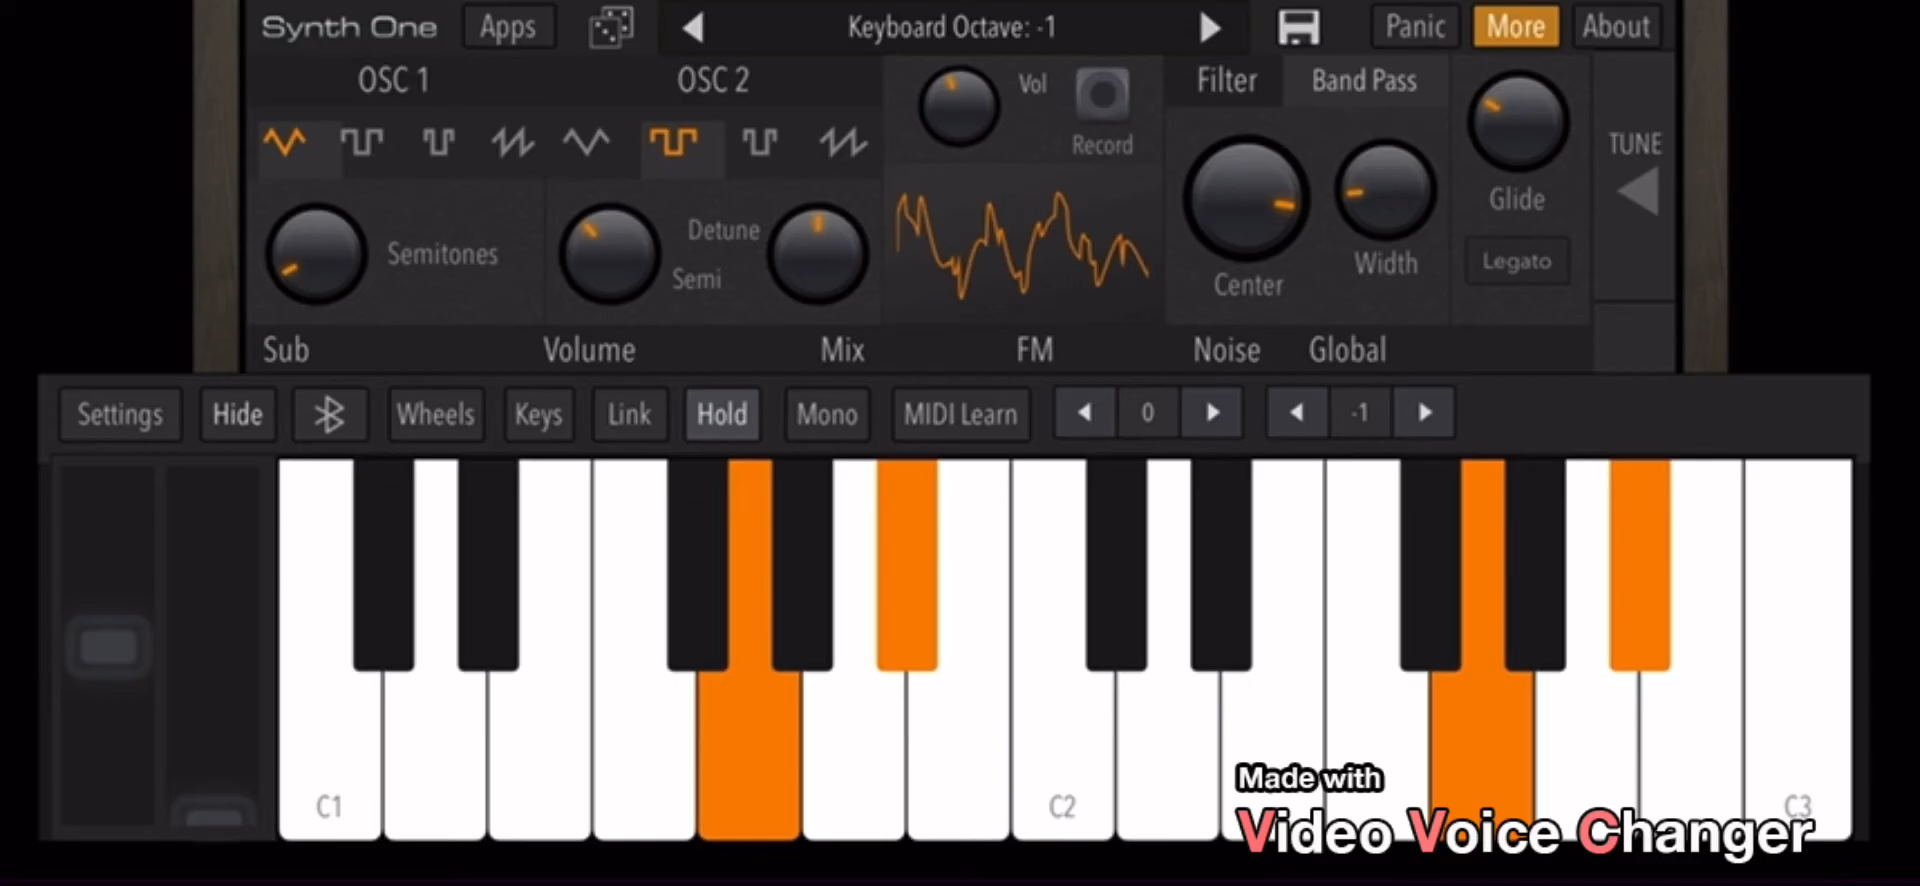 Synth One Apps Keyboard Octave: -1 Panic More About
OSC 1 OSC 2 Vol Filter Band Pass
Record TUNE
Semitones Detune Glide
Semi Center Width Legato
Sub Volume Mix FM Noise Global
Settings Hide Wheels Keys Link Hold Mono MIDI Learn 0 -1
C1 C2 C3
Made with
Video Voice Changer